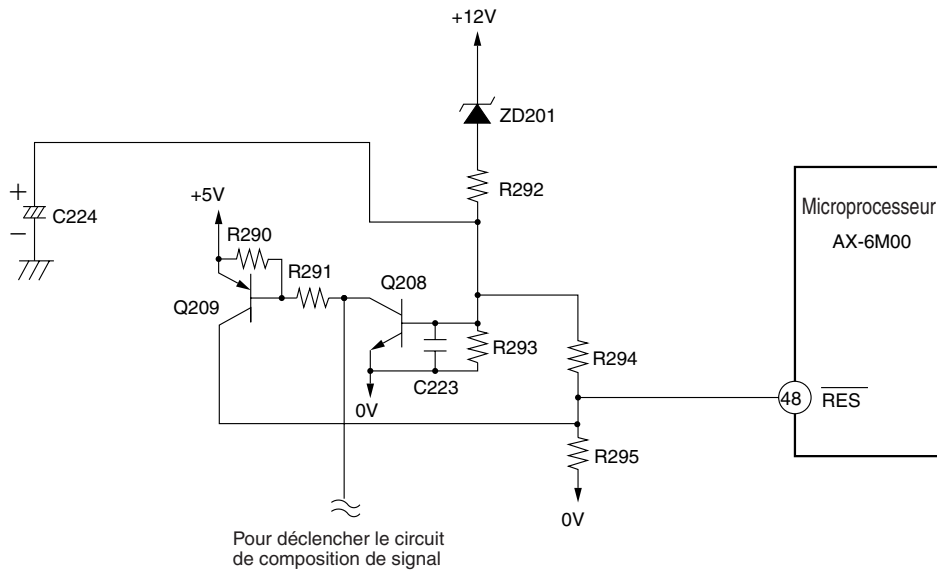 +12V
ZD201
R292
+
C224
−
+5V
R290
R291
Q208
Q209
R293
C223
0V
R294
R295
0V
Microprocesseur
AX-6M00
48
RES
Pour déclencher le circuit
de composition de signal